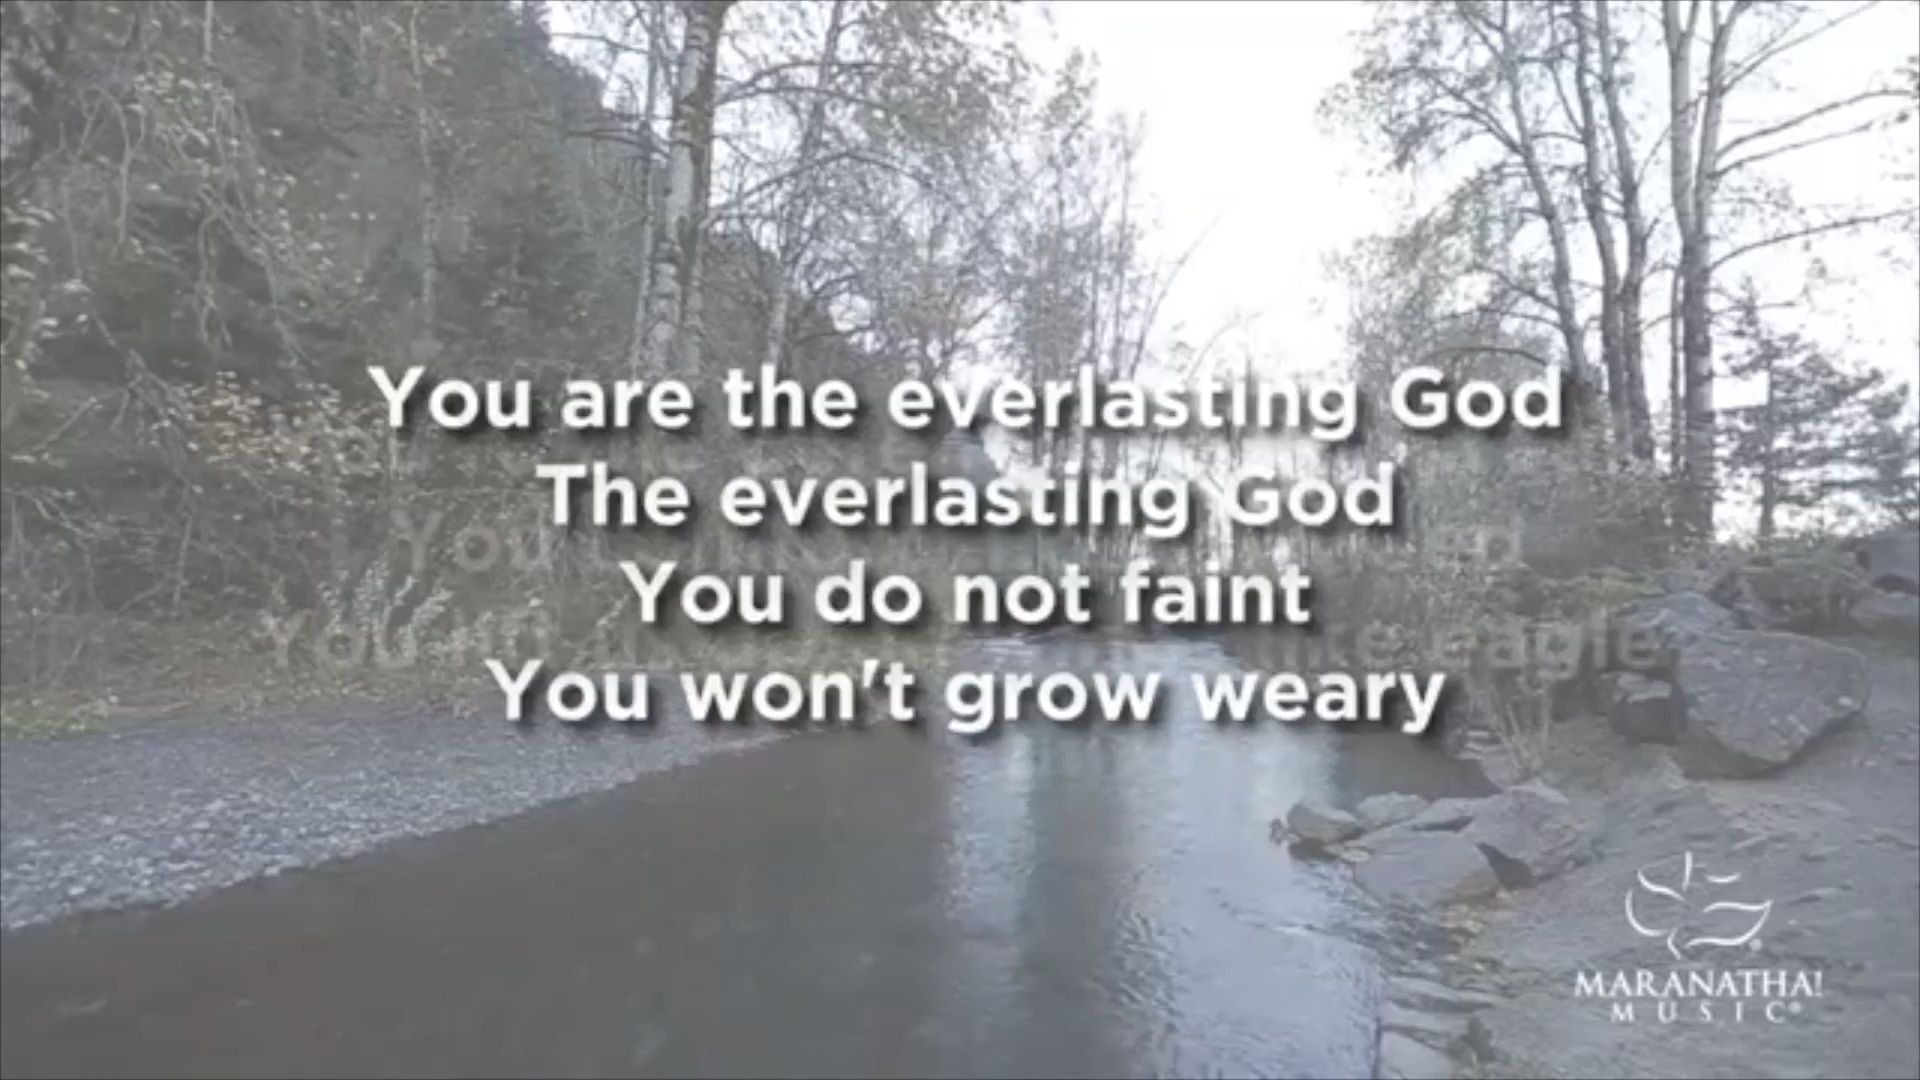 You are the everlasting God
The everlasting God
You do not faint
You won't grow weary
MARANATHA!
MUSIC®